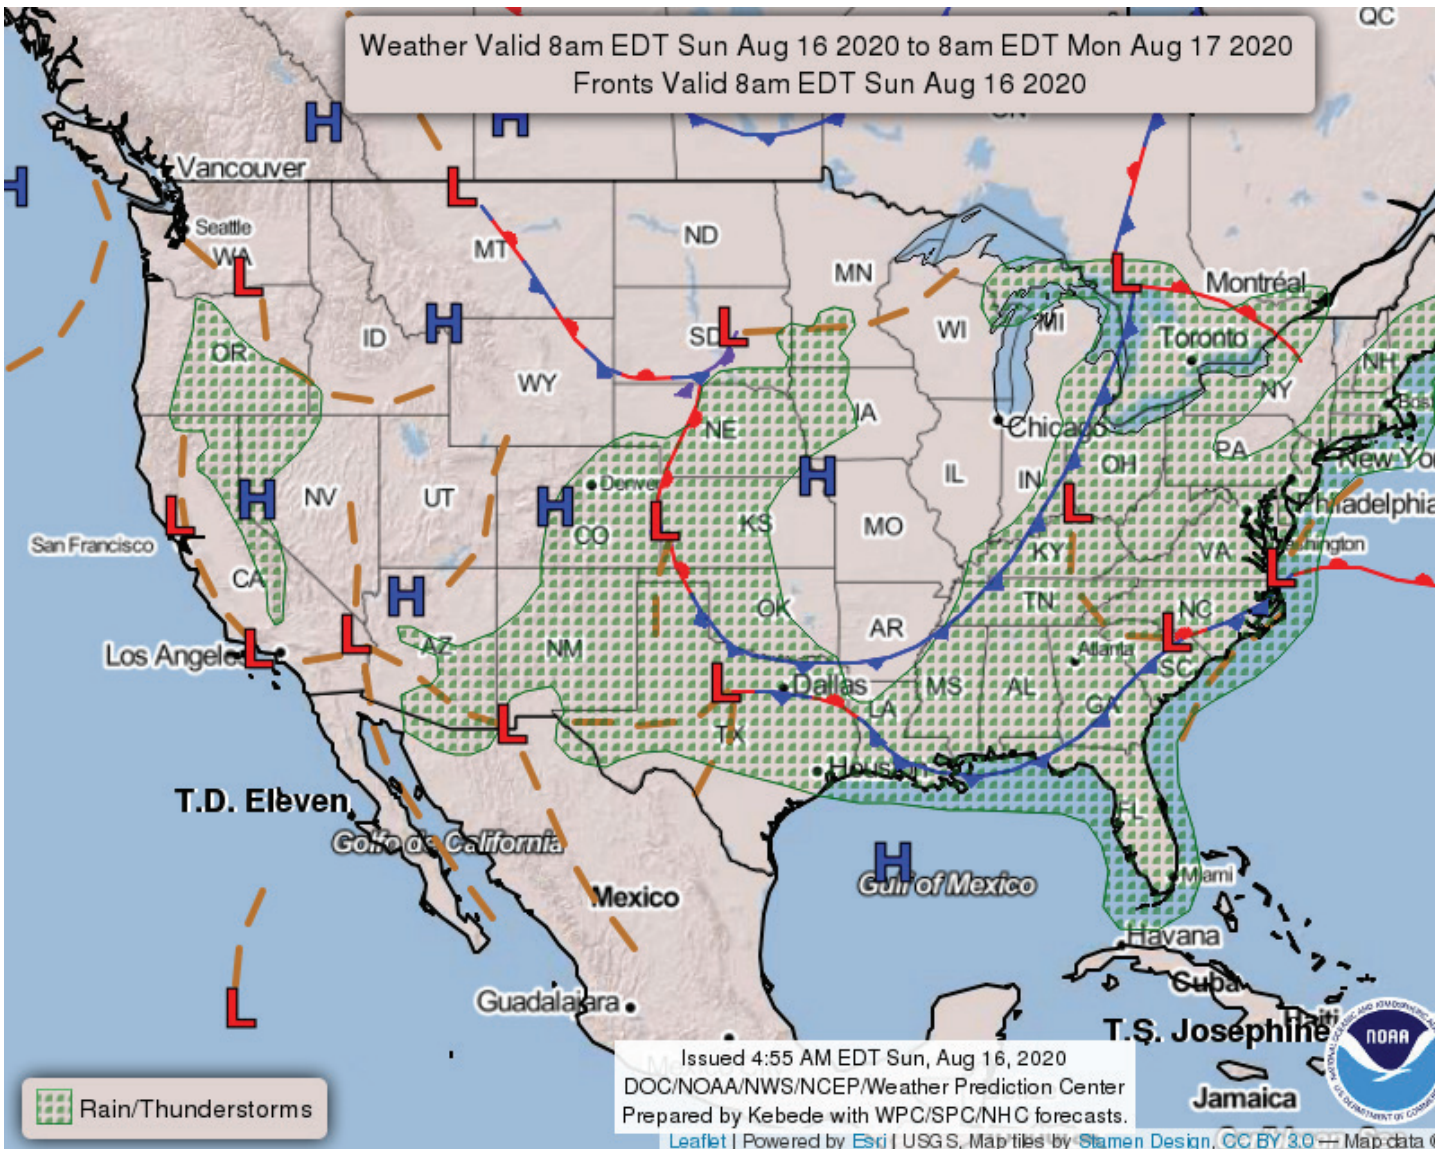 Weather Valid 8am EDT Sun Aug 16 2020 to 8am EDT Mon Aug 17 2020
Fronts Valid 8am EDT Sun Aug 16 2020
QC
H
H
Vancouver
L
H
Seattle
WA
MT
ND
MN
L
L
Montréal
H
SD
L
WI
MI
Toronto
OR
ID
WY
NH
NY
IA
NE
Chicago
PA
New Yo
OH
Denver
H
L
H
NV
UT
H
CO
L
KS
MO
IL
IN
L
Philadelphia
San Francisco
KY
VA
CA
H
L
TN
NC
OK
AR
L
Los Angeles
L
L
AZ
NM
Atlanta
SC
L
Dallas
MS
AL
GA
LA
L
TX
Houston
T.D. Eleven
FL
Golfo de California
H
Gulf of Mexico
Miami
Mexico
Havana
Cuba
L
Guadalajara
T.S. Josephine
Haiti
NOAA
Issued 4:55 AM EDT Sun, Aug 16, 2020
DOC/NOAA/NWS/NCEP/Weather Prediction Center
Prepared by Kebede with WPC/SPC/NHC forecasts.
Jamaica
Rain/Thunderstorms
Leaflet | Powered by Esri | USGS, Map tiles by Stamen Design, CC BY 3.0 — Map data ©